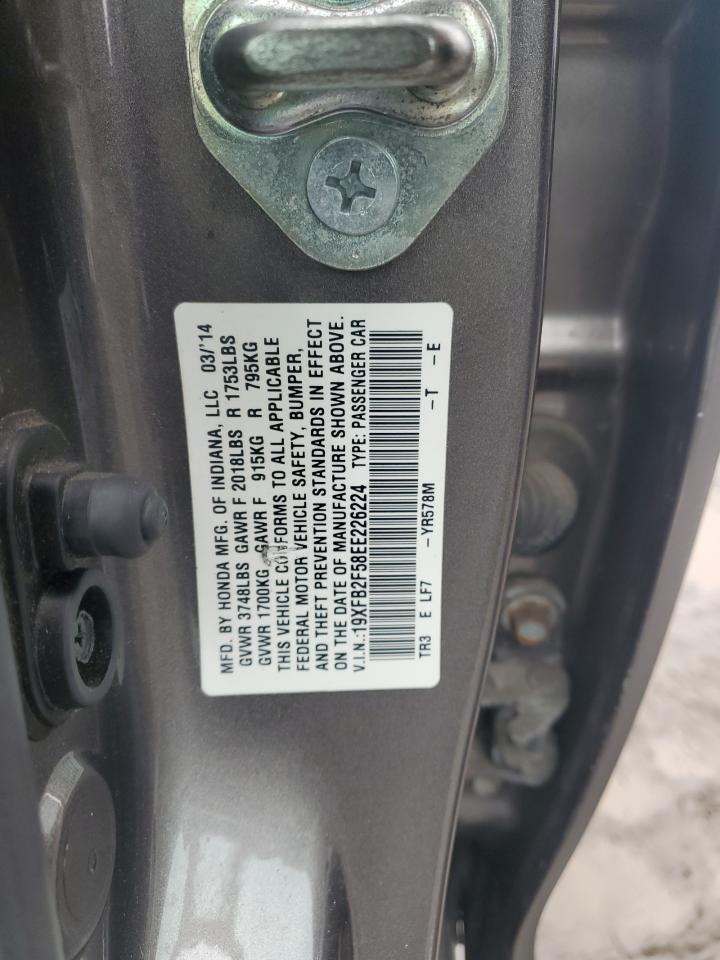 MFD. BY HONDA MFG. OF INDIANA, LLC 03/'14
GVWR 3748LBS GAWR F 2018LBS R 1753LBS
GVWR 1700KG GAWR F 915KG R 795KG
THIS VEHICLE CONFORMS TO ALL APPLICABLE
FEDERAL MOTOR VEHICLE SAFETY, BUMPER,
AND THEFT PREVENTION STANDARDS IN EFFECT
ON THE DATE OF MANUFACTURE SHOWN ABOVE.
V.I.N.:19XFB2F58EE226224 TYPE: PASSENGER CAR
TR3 E LF7 -YR578M -T -E